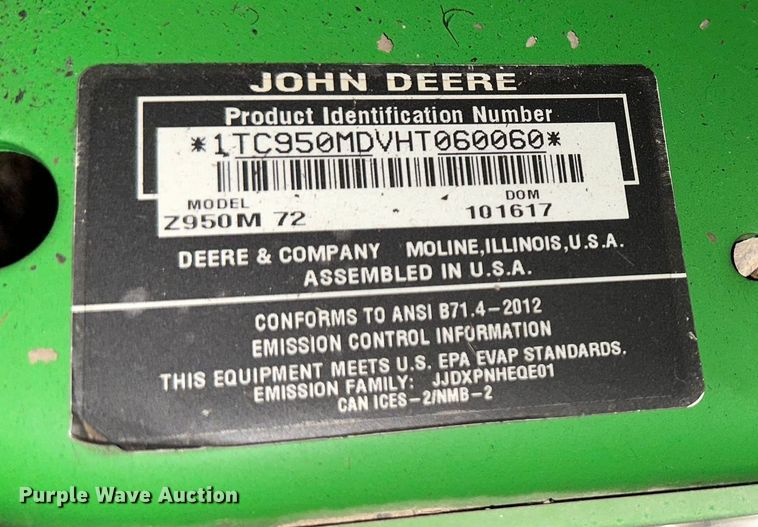 JOHN DEERE
Product Identification Number
*1TC950MDVHT060060*
MODEL DOM
Z950M 72 101617
DEERE & COMPANY MOLINE,ILLINOIS,U.S.A.
ASSEMBLED IN U.S.A.
CONFORMS TO ANSI B71.4-2012
EMISSION CONTROL INFORMATION
THIS EQUIPMENT MEETS U.S. EPA EVAP STANDARDS.
EMISSION FAMILY: JJDXPNHEQE01
CAN ICES-2/NMB-2
Purple Wave Auction